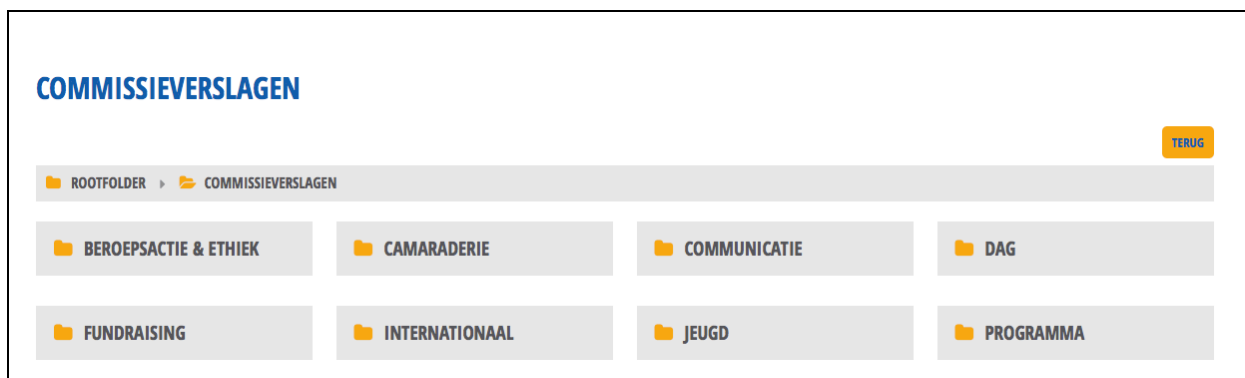 COMMISSIEVERSLAGEN
TERUG
ROOTFOLDER COMMISSIEVERSLAGEN
BEROEPSACTIE & ETHIEK CAMARADERIE COMMUNICATIE DAG
FUNDRAISING INTERNATIONAAL JEUGD PROGRAMMA